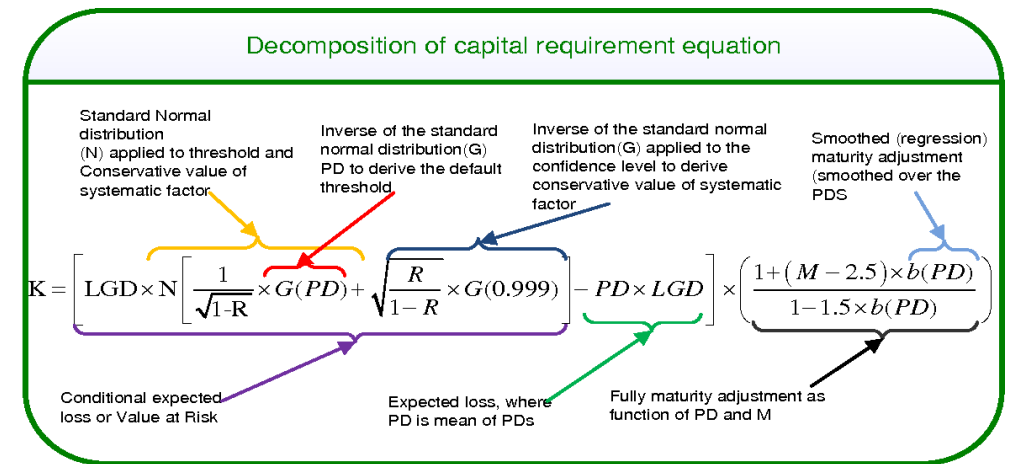 Decomposition of capital requirement equation
Standard Normal
distribution
(N) applied to threshold and
Conservative value of
systematic factor
Inverse of the standard
normal distribution(G)
PD to derive the default
threshold
Inverse of the standard normal
distribution(G) applied to the
confidence level to derive
conservative value of systematic
factor
Smoothed (regression)
maturity adjustment
(smoothed over the
PDS
K = [ LGD × N [ 1 / √1-R × G(PD) + √ R / 1 − R × G(0.999) ] − PD × LGD ] × ( 1 + (M − 2.5) × b(PD) / 1 − 1.5 × b(PD) )
Conditional expected
loss or Value at Risk
Expected loss, where
PD is mean of PDs
Fully maturity adjustment as
function of PD and M